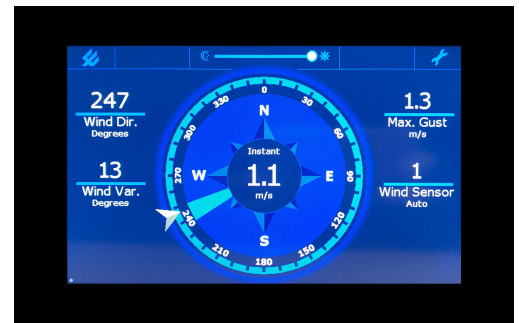 247
Wind Dir.
Degrees
13
Wind Var.
Degrees
0
30
60
90
120
150
180
210
240
270
300
330
N
E
S
W
Instant
1.1
m/s
1.3
Max. Gust
m/s
1
Wind Sensor
Auto